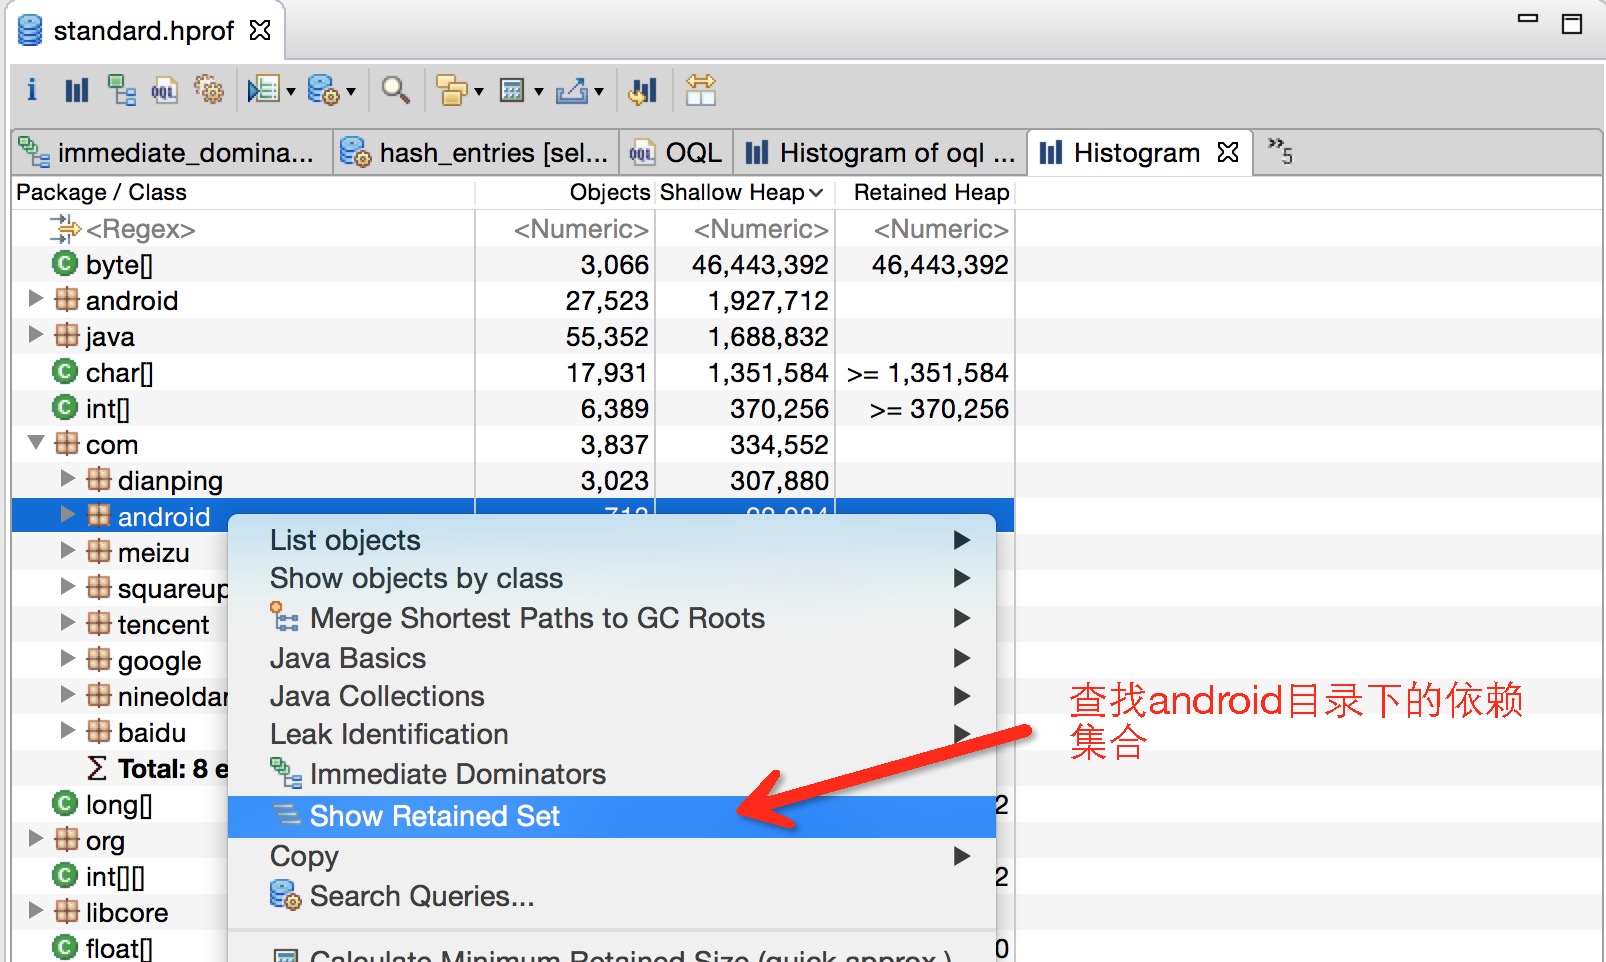 standard.hprof
i OQL
immediate_domina... hash_entries [sel... OQL OQL Histogram of oql ... Histogram »5
Package / Class Objects Shallow Heap Retained Heap
<Regex> <Numeric> <Numeric> <Numeric>
byte[] 3,066 46,443,392 46,443,392
android 27,523 1,927,712
java 55,352 1,688,832
char[] 17,931 1,351,584 >= 1,351,584
int[] 6,389 370,256 >= 370,256
com 3,837 334,552
dianping 3,023 307,880
android
List objects
meizu
Show objects by class
squareup
Merge Shortest Paths to GC Roots
tencent
Java Basics
google
Java Collections
nineoldar
查找android目录下的依赖
集合
Leak Identification
baidu
Immediate Dominators
Σ Total: 8 e
Show Retained Set
long[] 2
org
Copy
int[][] 2
Search Queries...
libcore
float[] 0
Calculate Minimum Retained Size (quick approx.)